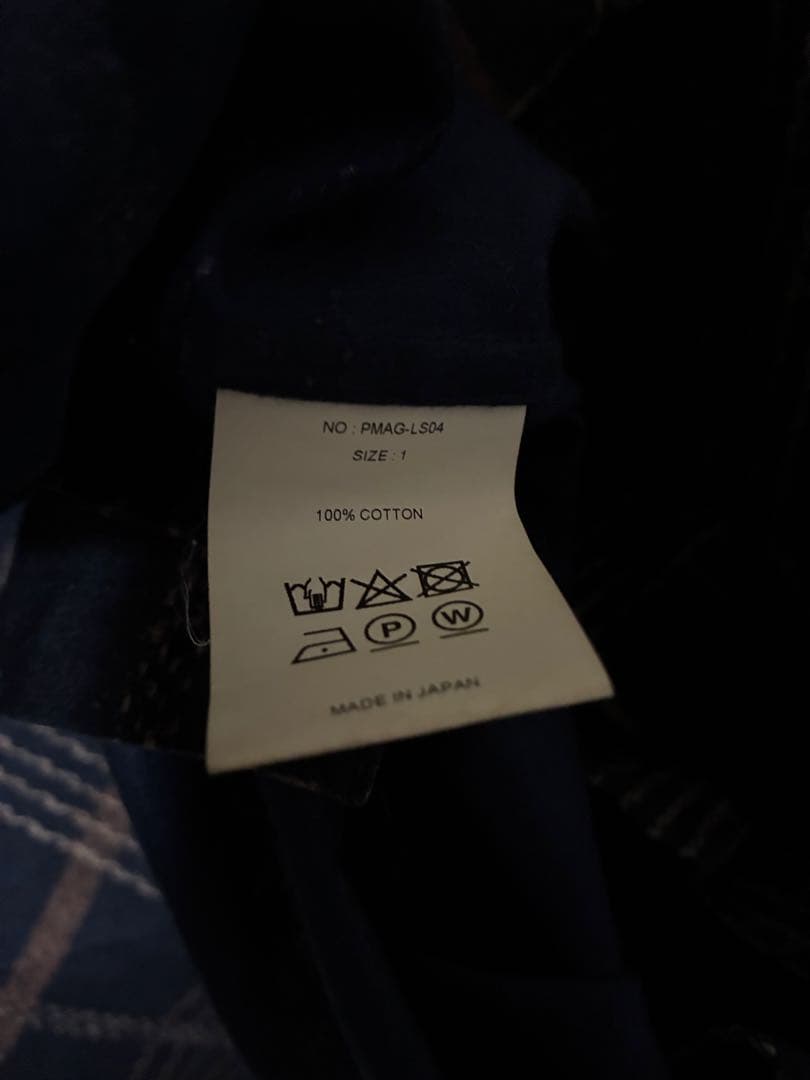 NO : PMAG-LS04
SIZE : 1
100% COTTON
P W
MADE IN JAPAN